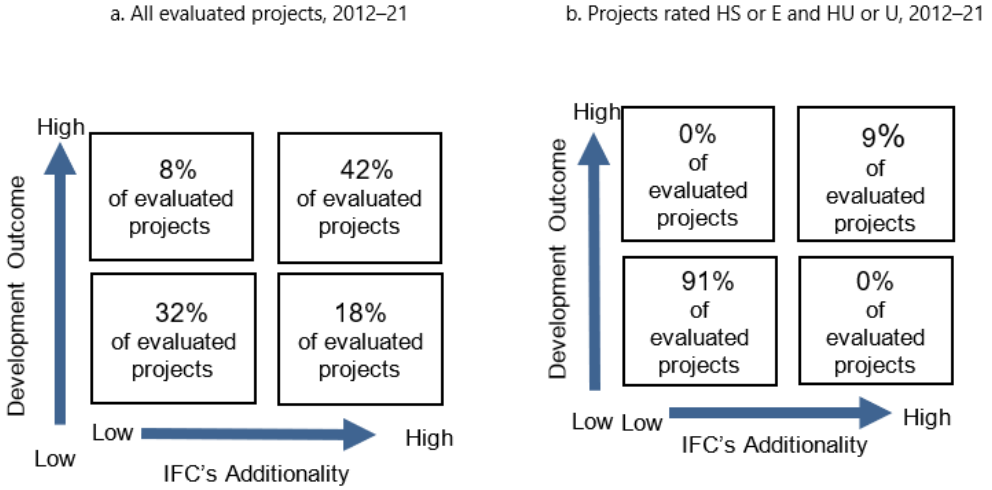 a. All evaluated projects, 2012–21
High
8%
of evaluated
projects
42%
of evaluated
projects
32%
of evaluated
projects
18%
of evaluated
projects
Development Outcome
Low
Low
High
IFC's Additionality
b. Projects rated HS or E and HU or U, 2012–21
High
0%
of
evaluated
projects
9%
of
evaluated
projects
91%
of
evaluated
projects
0%
of
evaluated
projects
Development Outcome
Low
Low
High
IFC's Additionality